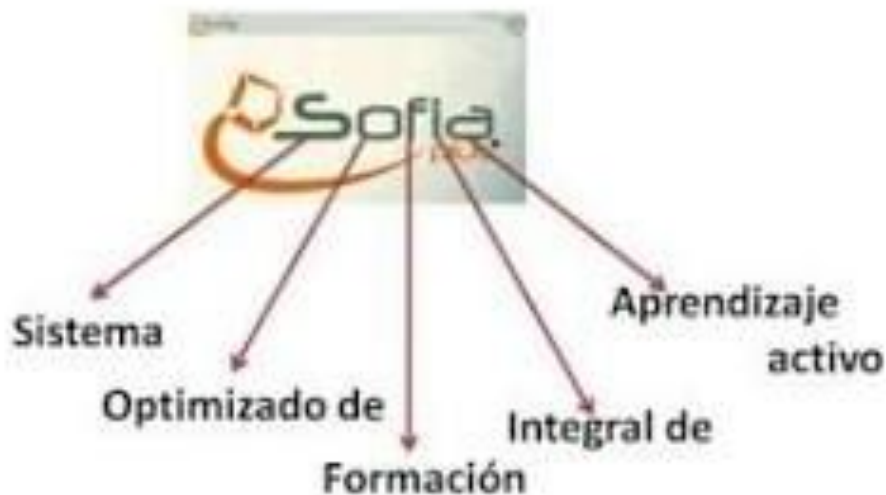 Sofia
Sistema
Optimizado de
Formación
Integral de
Aprendizaje
activo